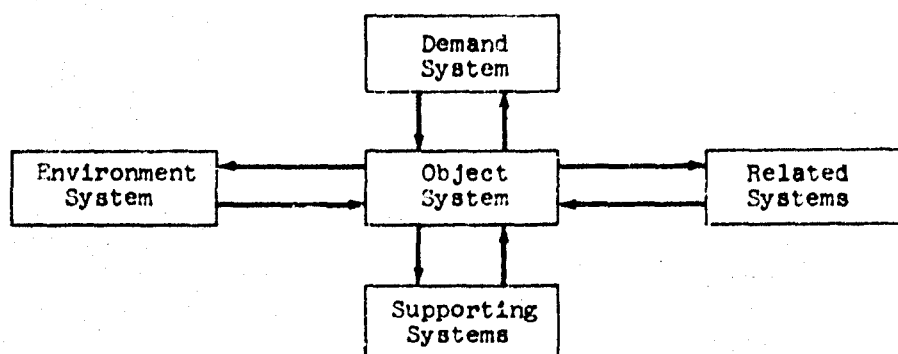 Demand
System
Environment
System
Object
System
Related
Systems
Supporting
Systems